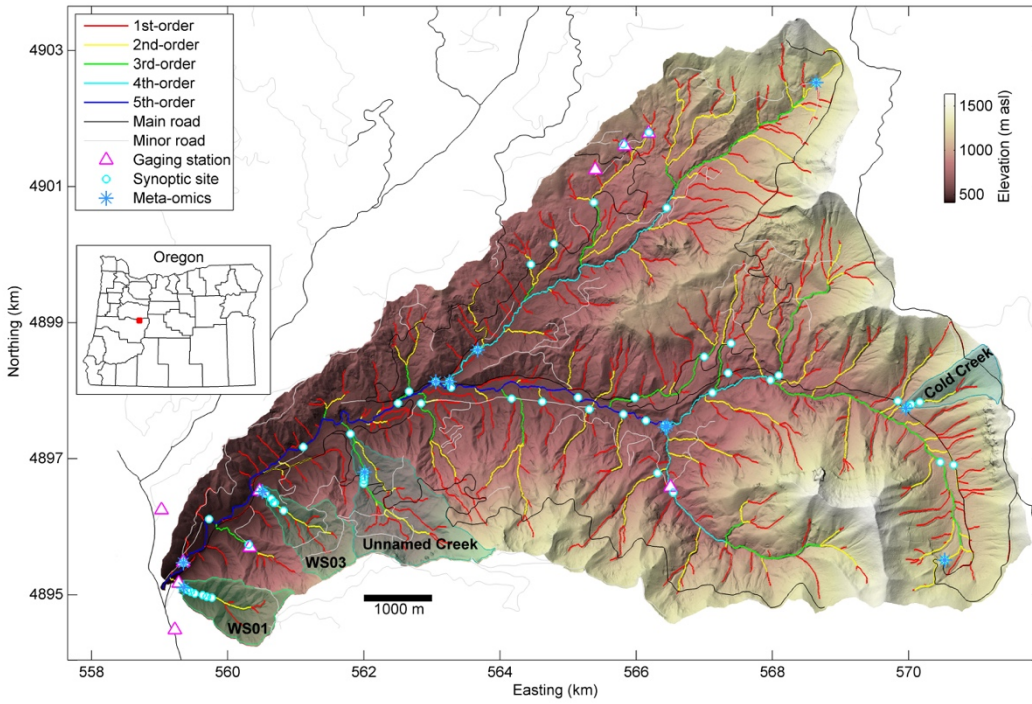 1st-order
2nd-order
3rd-order
4th-order
5th-order
Main road
Minor road
Gaging station
Synoptic site
Meta-omics
Oregon
Elevation (m asl)
1500
1000
500
Northing (km)
4903
4901
4899
4897
4895
Cold Creek
Unnamed Creek
WS03
WS01
1000 m
558
560
562
564
566
568
570
Easting (km)